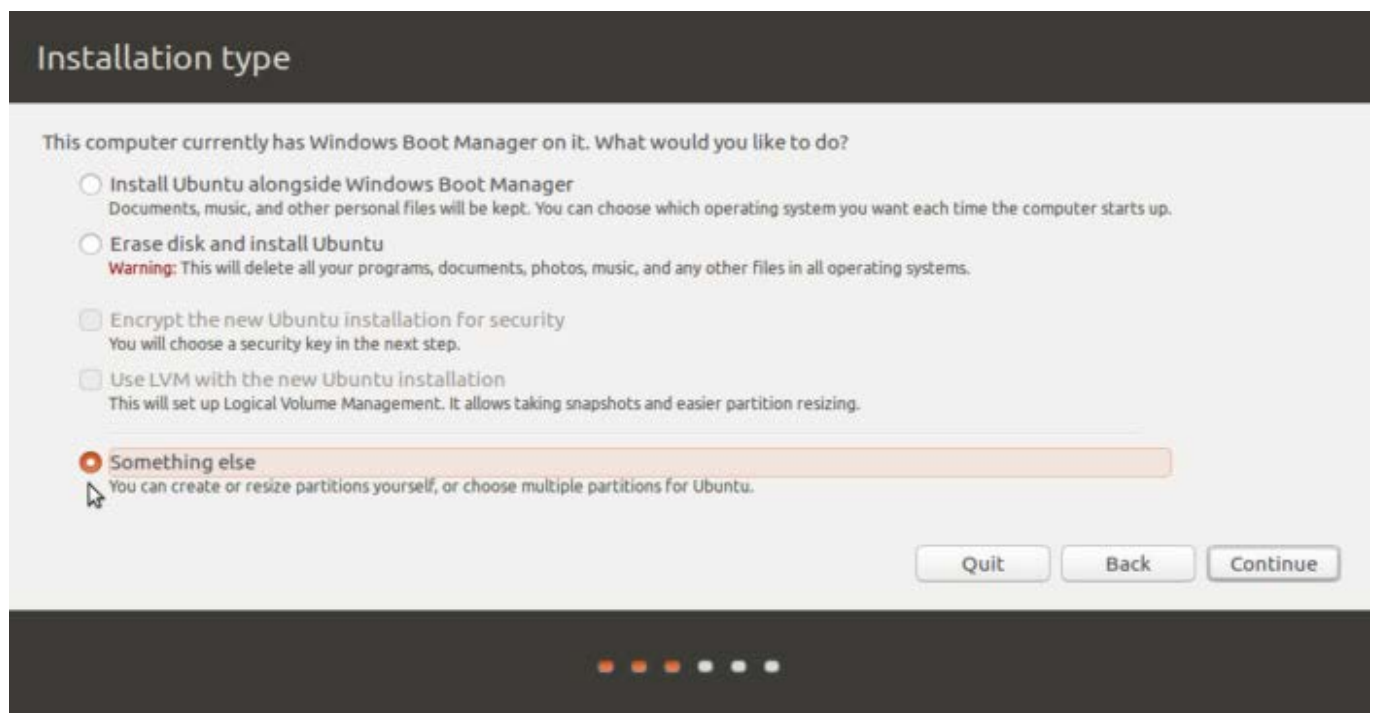 Installation type
This computer currently has Windows Boot Manager on it. What would you like to do?
Install Ubuntu alongside Windows Boot Manager
Documents, music, and other personal files will be kept. You can choose which operating system you want each time the computer starts up.
Erase disk and install Ubuntu
Warning: This will delete all your programs, documents, photos, music, and any other files in all operating systems.
Encrypt the new Ubuntu installation for security
You will choose a security key in the next step.
Use LVM with the new Ubuntu installation
This will set up Logical Volume Management. It allows taking snapshots and easier partition resizing.
Something else
You can create or resize partitions yourself, or choose multiple partitions for Ubuntu.
Quit Back Continue